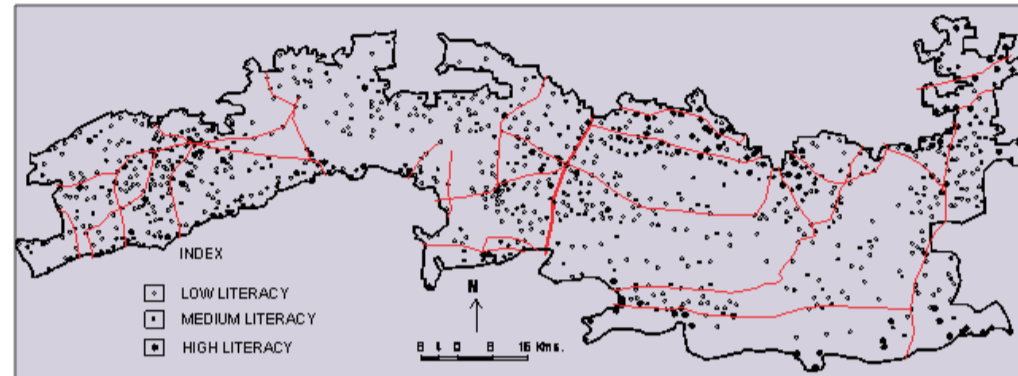 INDEX
LOW LITERACY
MEDIUM LITERACY
HIGH LITERACY
N
8 4 0 8 16 Kms.